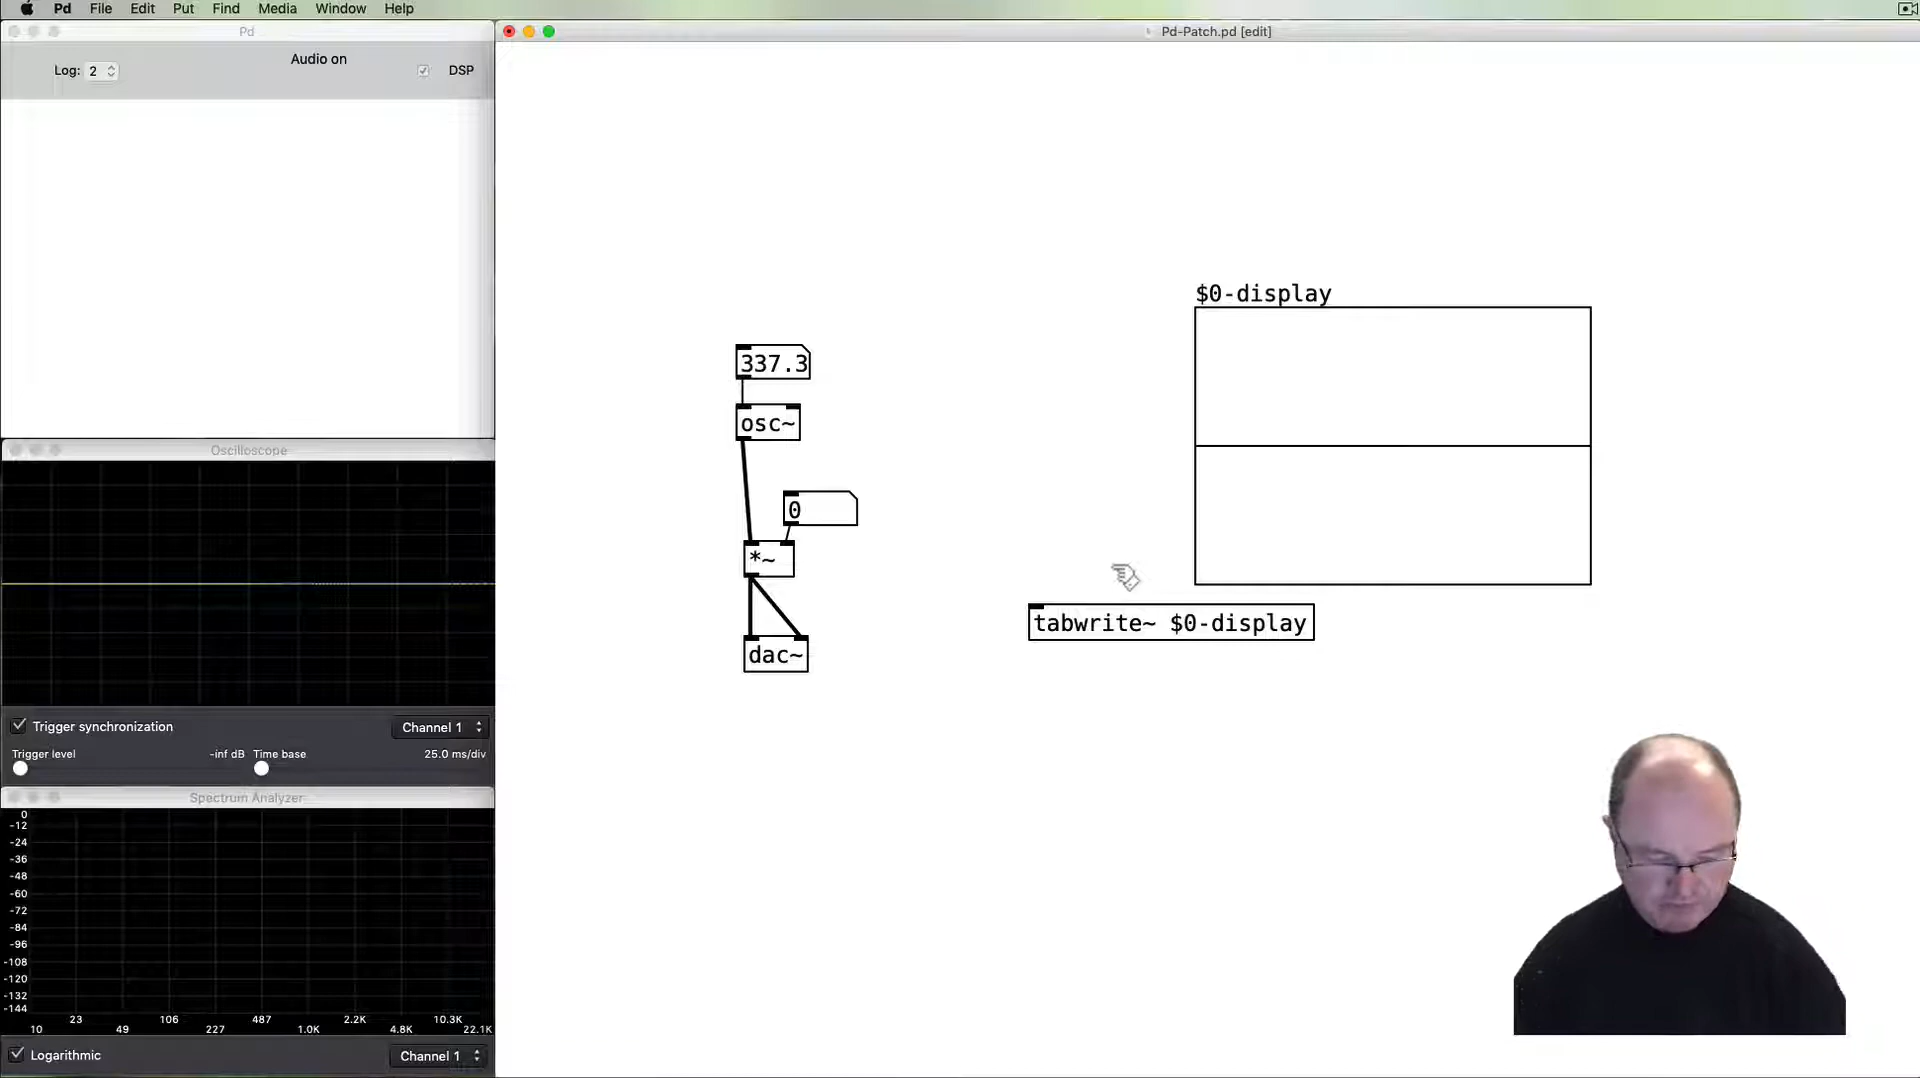 Pd File Edit Put Find Media Window Help
Pd
Pd-Patch.pd [edit]
Audio on
Log: 2
DSP
$0-display
337.3
osc~
0
*~
dac~
tabwrite~ $0-display
Oscilloscope
Trigger synchronization
Channel 1
Trigger level
-inf dB
Time base
25.0 ms/div
Spectrum Analyzer
0
-12
-24
-36
-48
-60
-72
-84
-96
-108
-120
-132
-144
23 106 487 2.2K 10.3K
10 49 227 1.0K 4.8K 22.1K
Logarithmic
Channel 1